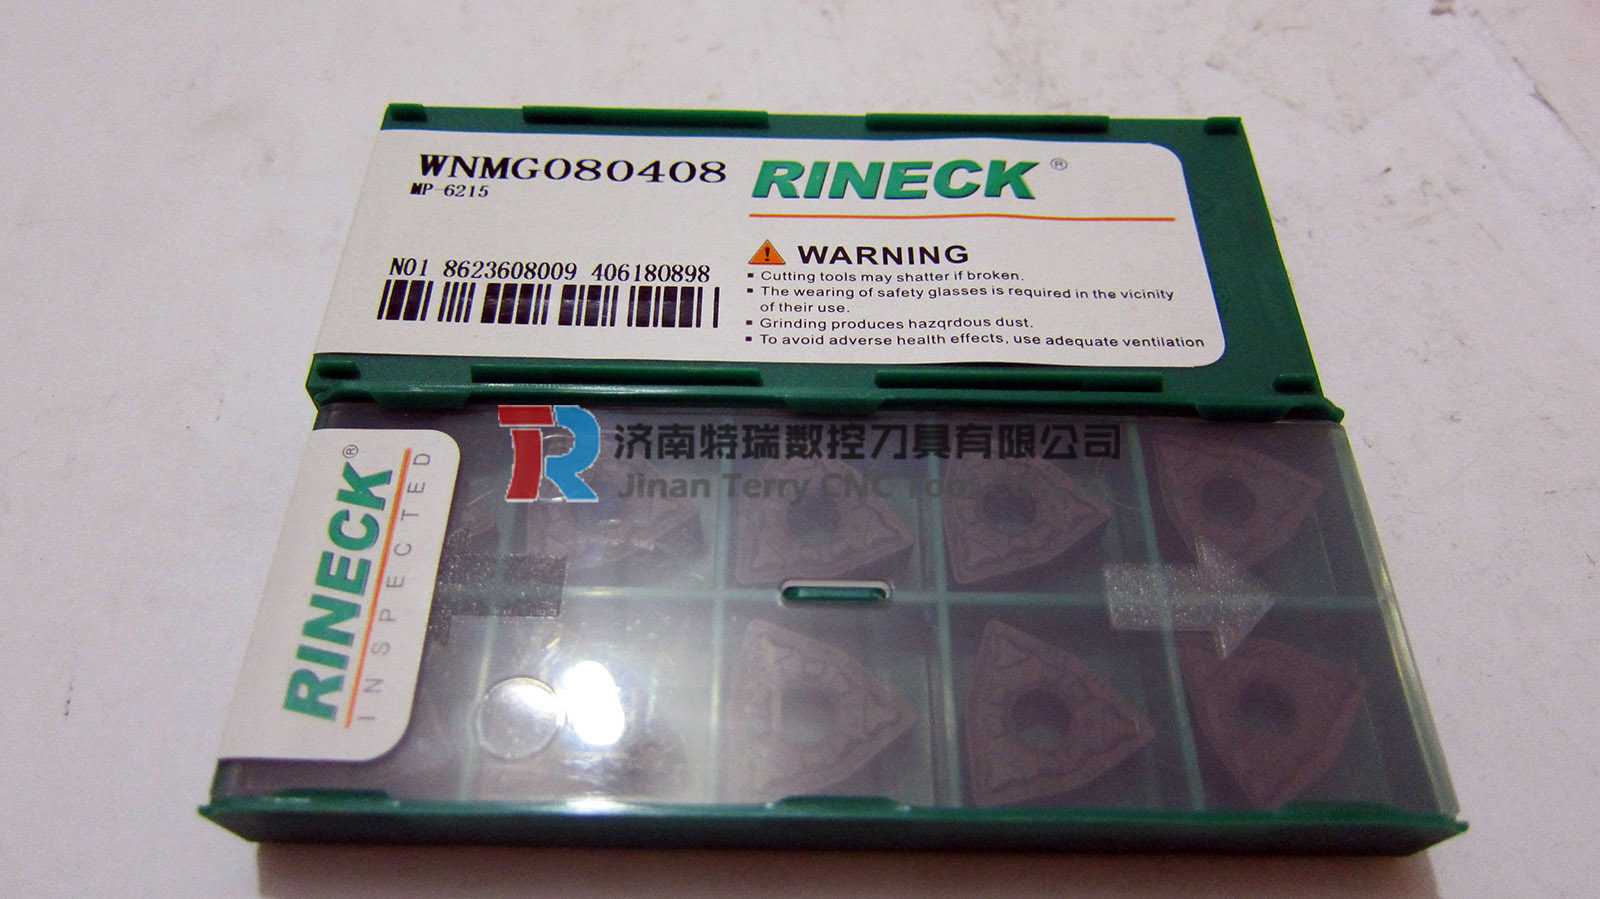 WNMG080408
MP-6215
RINECK®
N01 8623608009 406180898
WARNING
▪ Cutting tools may shatter if broken.
▪ The wearing of safety glasses is required in the vicinity
of their use.
▪ Grinding produces hazqrdous dust.
▪ To avoid adverse health effects, use adequate ventilation
TR
济南特瑞数控刀具有限公司
Jinan Terry CNC
RINECK®
INSPECTED